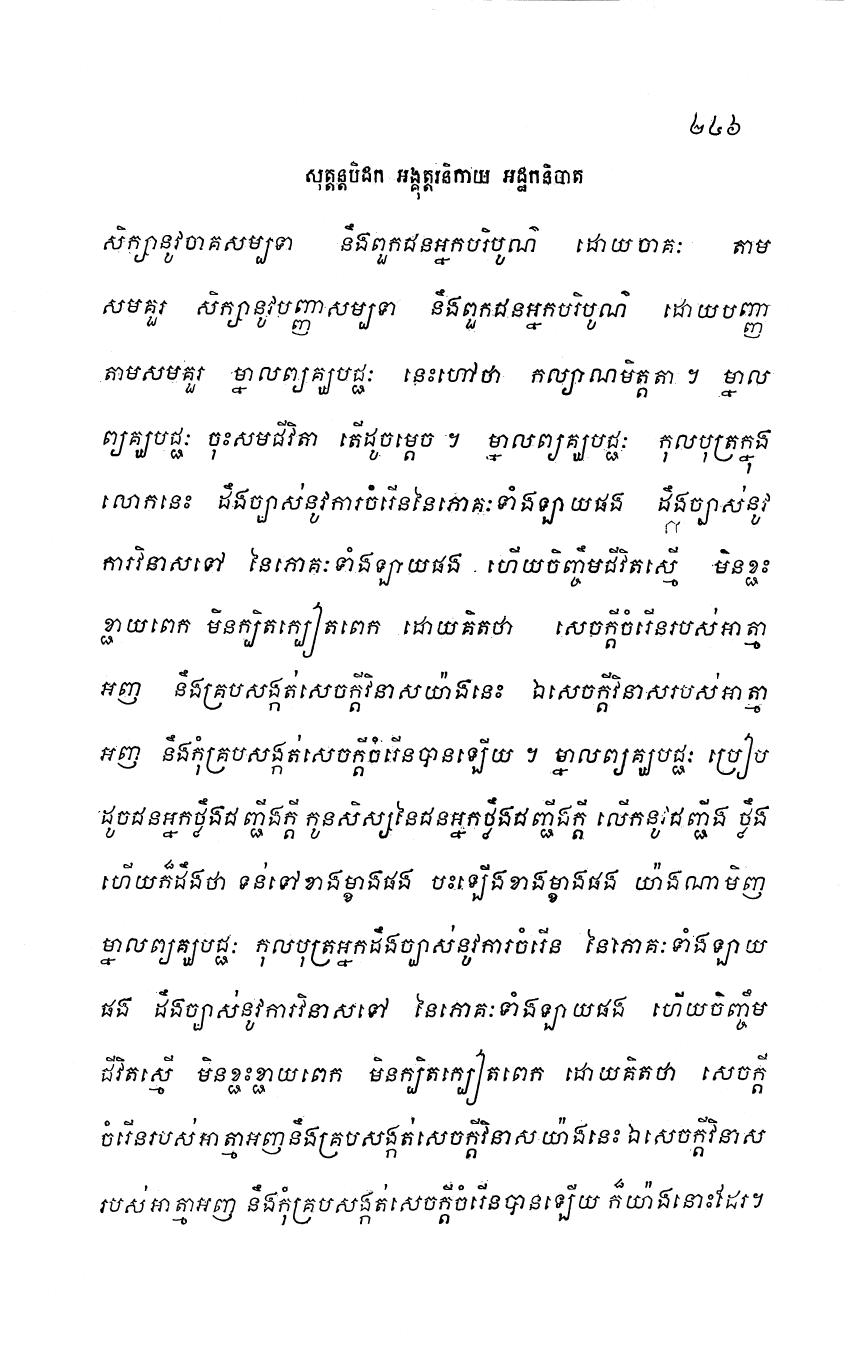 ២៤៦
សុត្តន្តបិដក អង្គុត្តរនិកាយ អដ្ឋកនិបាត
សិក្សានូវចាគសម្បទា នឹងពួកជនអ្នកបរិបូណ៌ ដោយចាគៈ តាម
សមគួរ សិក្សានូវបញ្ញាសម្បទា នឹងពួកជនអ្នកបរិបូណ៌ ដោយបញ្ញា
តាមសមគួរ ម្នាលព្យគ្ឃបជ្ជៈ នេះហៅថា កល្យាណមិត្តតា ។ ម្នាល
ព្យគ្ឃបជ្ជៈ ចុះសមជីវិតា តើដូចម្តេច ។ ម្នាលព្យគ្ឃបជ្ជៈ កុលបុត្រក្នុង
លោកនេះ ដឹងច្បាស់នូវការចំរើននៃភោគៈទាំងឡាយផង ដឹងច្បាស់នូវ
ការវិនាសទៅ នៃភោគៈទាំងឡាយផង ហើយចិញ្ចឹមជីវិតស្មើ មិនខ្ជះ
ខ្ជាយពេក មិនក្បិតក្បៀតពេក ដោយគិតថា សេចក្តីចំរើនរបស់អាត្មា
អញ នឹងគ្របសង្កត់សេចក្តីវិនាសយ៉ាងនេះ ឯសេចក្តីវិនាសរបស់អាត្មា
អញ នឹងកុំគ្របសង្កត់សេចក្តីចំរើនបានឡើយ ។ ម្នាលព្យគ្ឃបជ្ជៈ ប្រៀប
ដូចជនអ្នកថ្លឹងជញ្ជីងក្តី កូនសិស្សនៃជនអ្នកថ្លឹងជញ្ជីងក្តី លើកនូវជញ្ជីង ថ្លឹង
ហើយក៏ដឹងថា ទន់ទៅខាងម្ខាងផង បះឡើងខាងម្ខាងផង យ៉ាងណាមិញ
ម្នាលព្យគ្ឃបជ្ជៈ កុលបុត្រអ្នកដឹងច្បាស់នូវការចំរើន នៃភោគៈទាំងឡាយ
ផង ដឹងច្បាស់នូវការវិនាសទៅ នៃភោគៈទាំងឡាយផង ហើយចិញ្ចឹម
ជីវិតស្មើ មិនខ្ជះខ្ជាយពេក មិនក្បិតក្បៀតពេក ដោយគិតថា សេចក្តី
ចំរើនរបស់អាត្មាអញនឹងគ្របសង្កត់សេចក្តីវិនាសយ៉ាងនេះ ឯសេចក្តីវិនាស
របស់អាត្មាអញ នឹងកុំគ្របសង្កត់សេចក្តីចំរើនបានឡើយ ក៏យ៉ាងនោះដែរ។